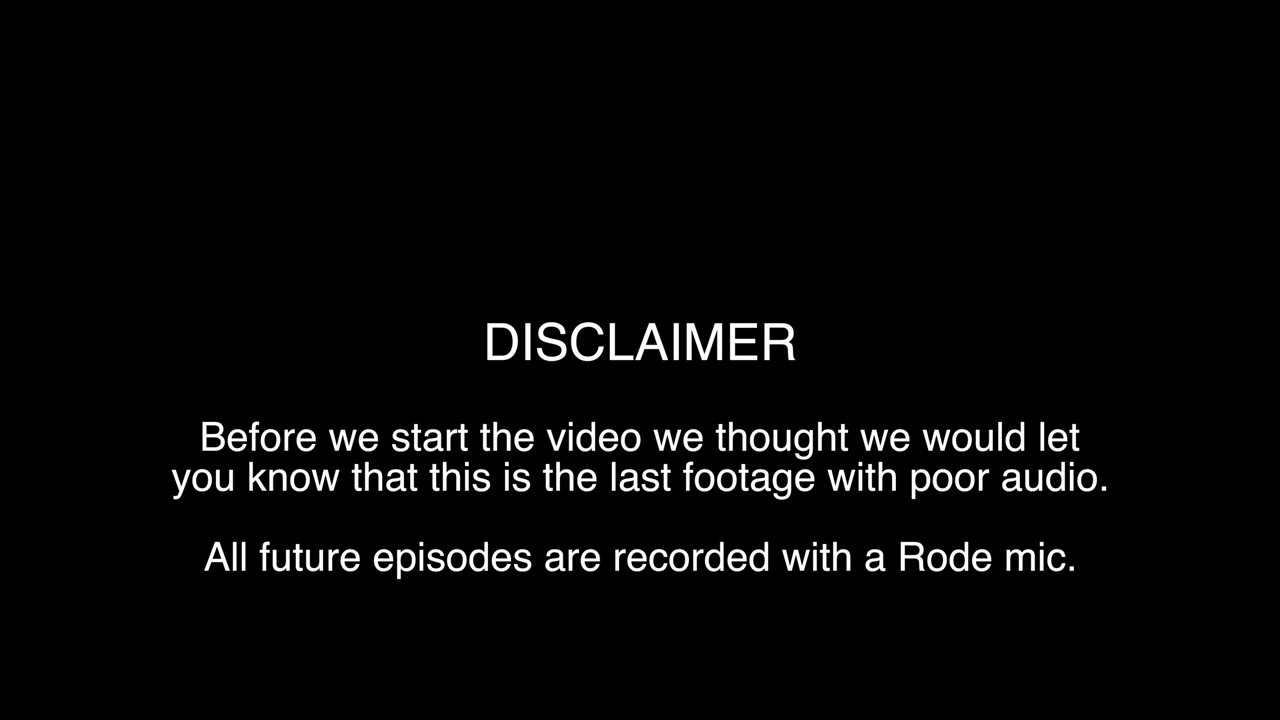 DISCLAIMER
Before we start the video we thought we would let
you know that this is the last footage with poor audio.
All future episodes are recorded with a Rode mic.